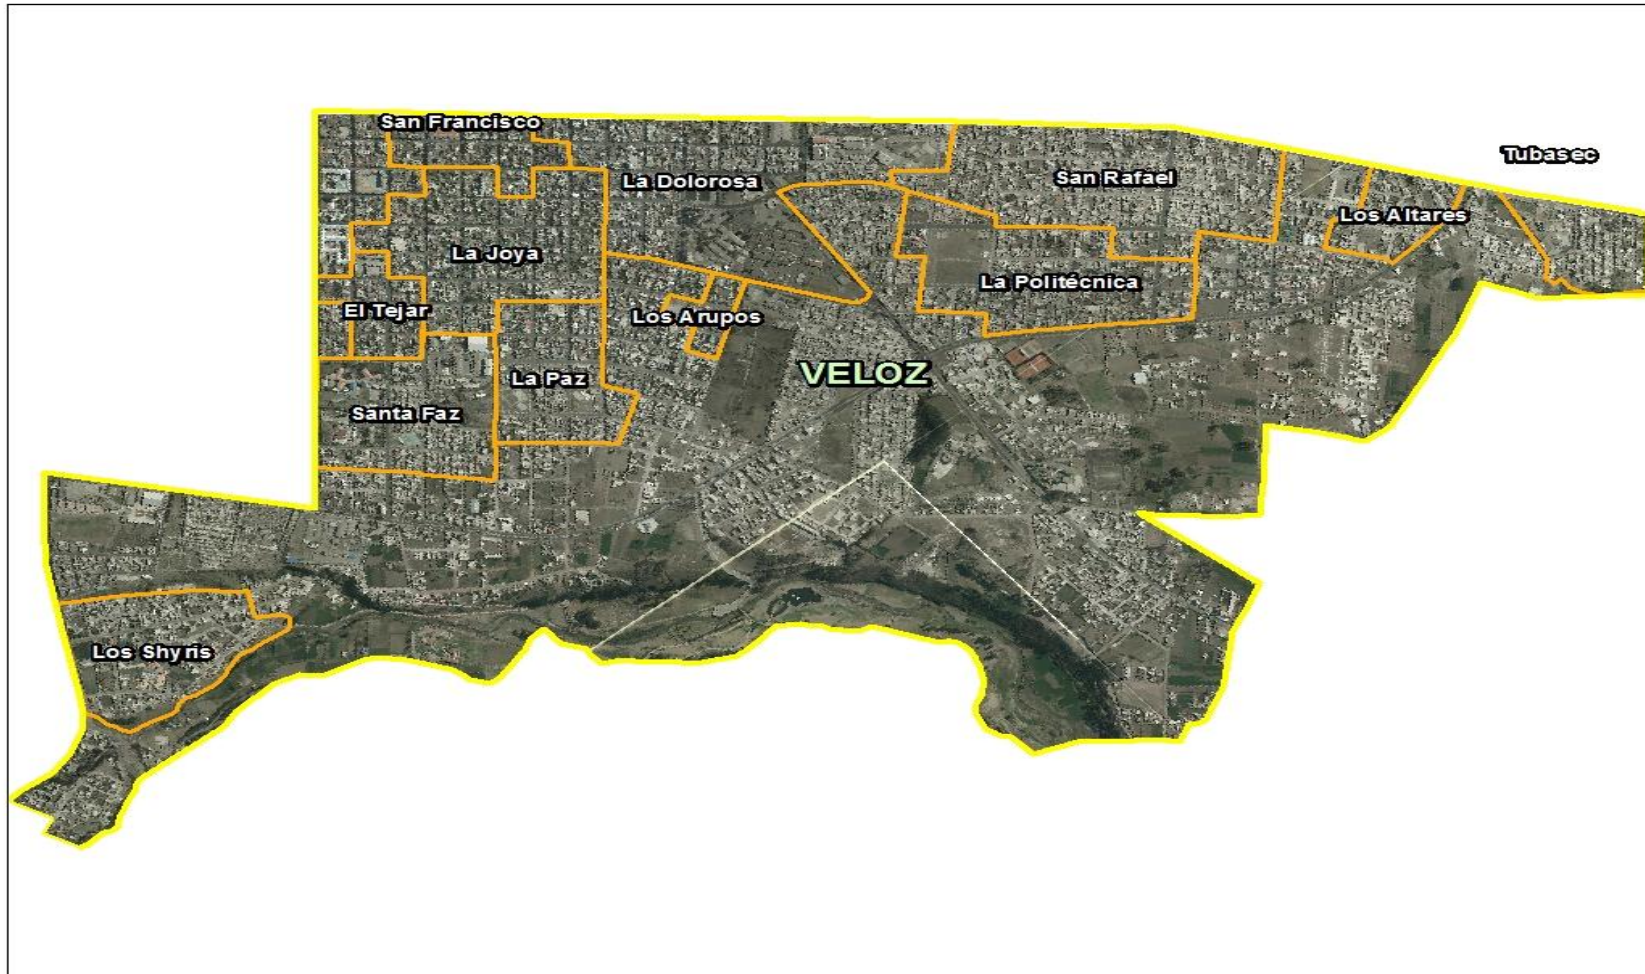 San Francisco
Tubasec
La Dolorosa
San Rafael
Los Altares
La Joya
La Politécnica
El Tejar
Los Arupos
VELOZ
La Paz
Santa Faz
Los Shyris